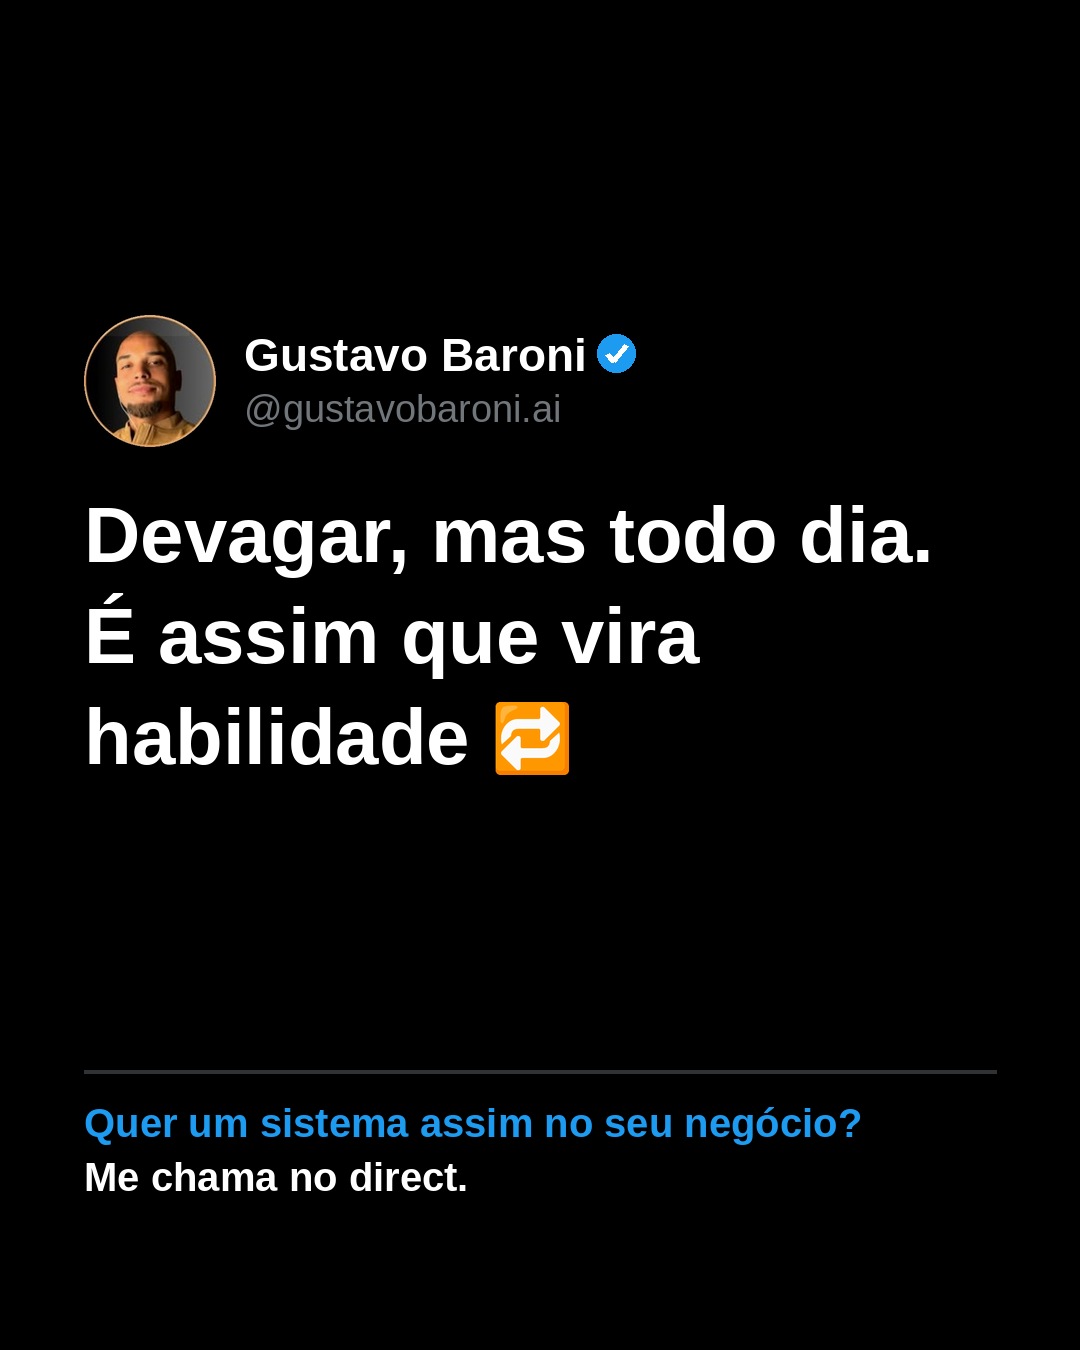 Gustavo Baroni
@gustavobaroni.ai
Devagar, mas todo dia.
É assim que vira
habilidade 🔁
Quer um sistema assim no seu negócio?
Me chama no direct.